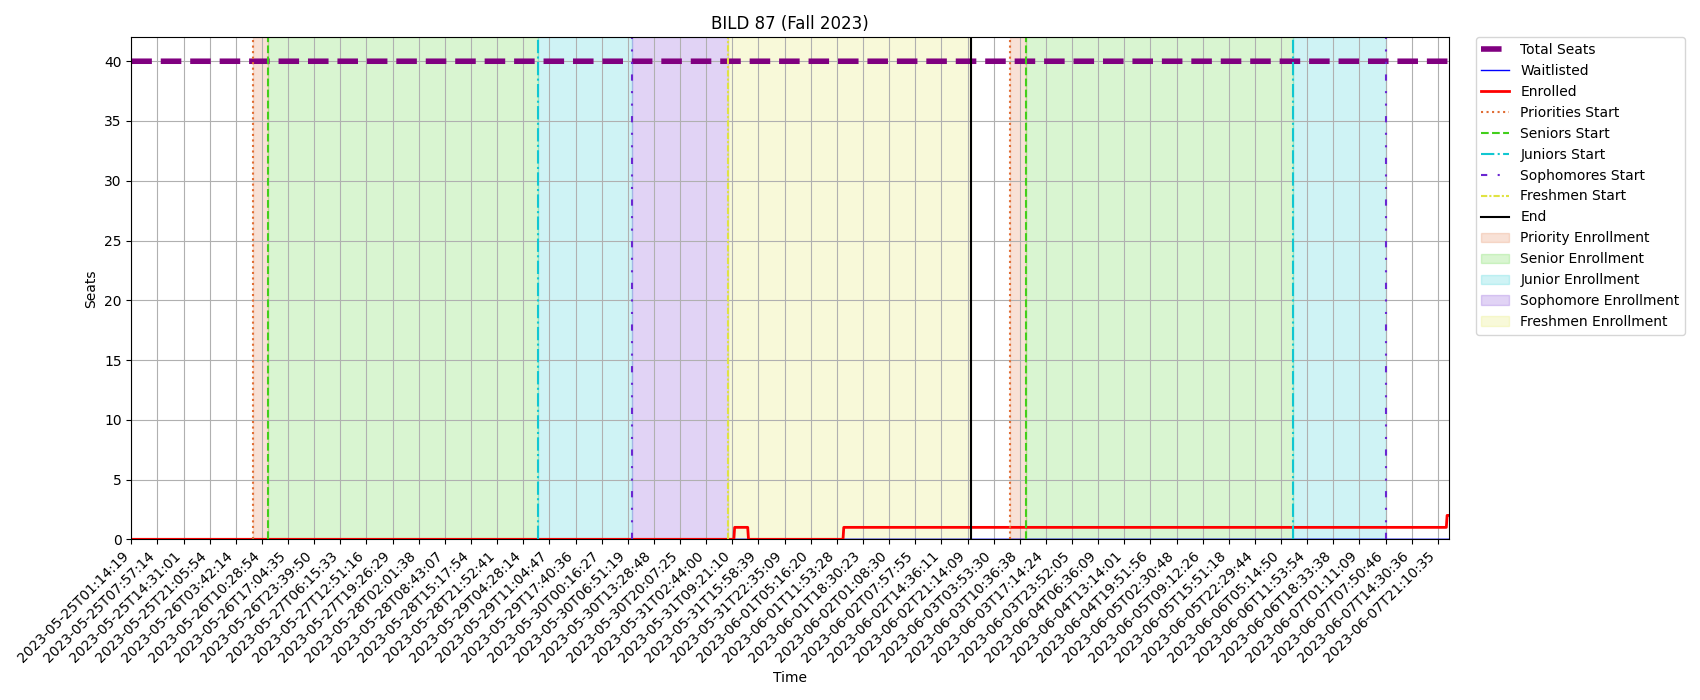 BILD 87 (Fall 2023)
Seats
40
35
30
25
20
15
10
5
0
2023-05-25T01:14:19
2023-05-25T07:57:14
2023-05-25T14:31:01
2023-05-25T21:05:54
2023-05-26T03:42:14
2023-05-26T10:28:54
2023-05-26T17:04:35
2023-05-26T23:39:50
2023-05-27T06:15:33
2023-05-27T12:51:16
2023-05-27T19:26:29
2023-05-28T02:01:38
2023-05-28T08:43:07
2023-05-28T15:17:54
2023-05-28T21:52:41
2023-05-29T04:28:14
2023-05-29T11:04:47
2023-05-29T17:40:36
2023-05-30T00:16:27
2023-05-30T06:51:19
2023-05-30T13:28:48
2023-05-30T20:07:25
2023-05-31T02:44:00
2023-05-31T09:21:10
2023-05-31T15:58:39
2023-05-31T22:35:09
2023-06-01T05:16:20
2023-06-01T11:53:28
2023-06-01T18:30:23
2023-06-02T01:08:30
2023-06-02T07:57:55
2023-06-02T14:36:11
2023-06-02T21:14:09
2023-06-03T03:53:30
2023-06-03T10:36:38
2023-06-03T17:14:24
2023-06-03T23:52:05
2023-06-04T06:36:09
2023-06-04T13:14:01
2023-06-04T19:51:56
2023-06-05T02:30:48
2023-06-05T09:12:26
2023-06-05T15:51:18
2023-06-05T22:29:44
2023-06-06T05:14:50
2023-06-06T11:53:54
2023-06-06T18:33:38
2023-06-07T01:11:09
2023-06-07T07:50:46
2023-06-07T14:30:36
2023-06-07T21:10:35
Time
Total Seats
Waitlisted
Enrolled
Priorities Start
Seniors Start
Juniors Start
Sophomores Start
Freshmen Start
End
Priority Enrollment
Senior Enrollment
Junior Enrollment
Sophomore Enrollment
Freshmen Enrollment